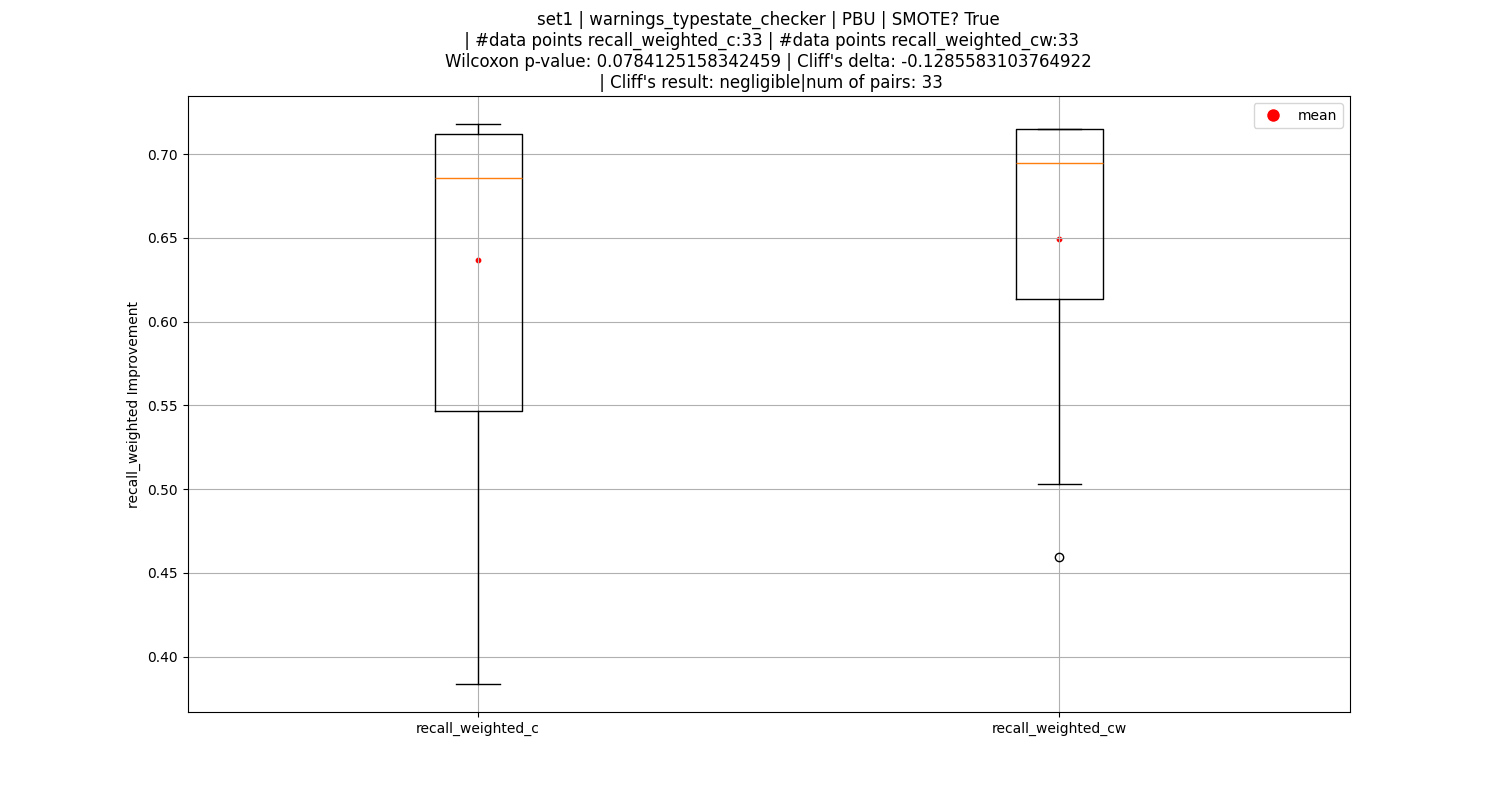 set1 | warnings_typestate_checker | PBU | SMOTE? True
| #data points recall_weighted_c:33 | #data points recall_weighted_cw:33
Wilcoxon p-value: 0.0784125158342459 | Cliff's delta: -0.1285583103764922
| Cliff's result: negligible|num of pairs: 33
mean
0.70
0.65
0.60
0.55
0.50
0.45
0.40
recall_weighted Improvement
recall_weighted_c
recall_weighted_cw